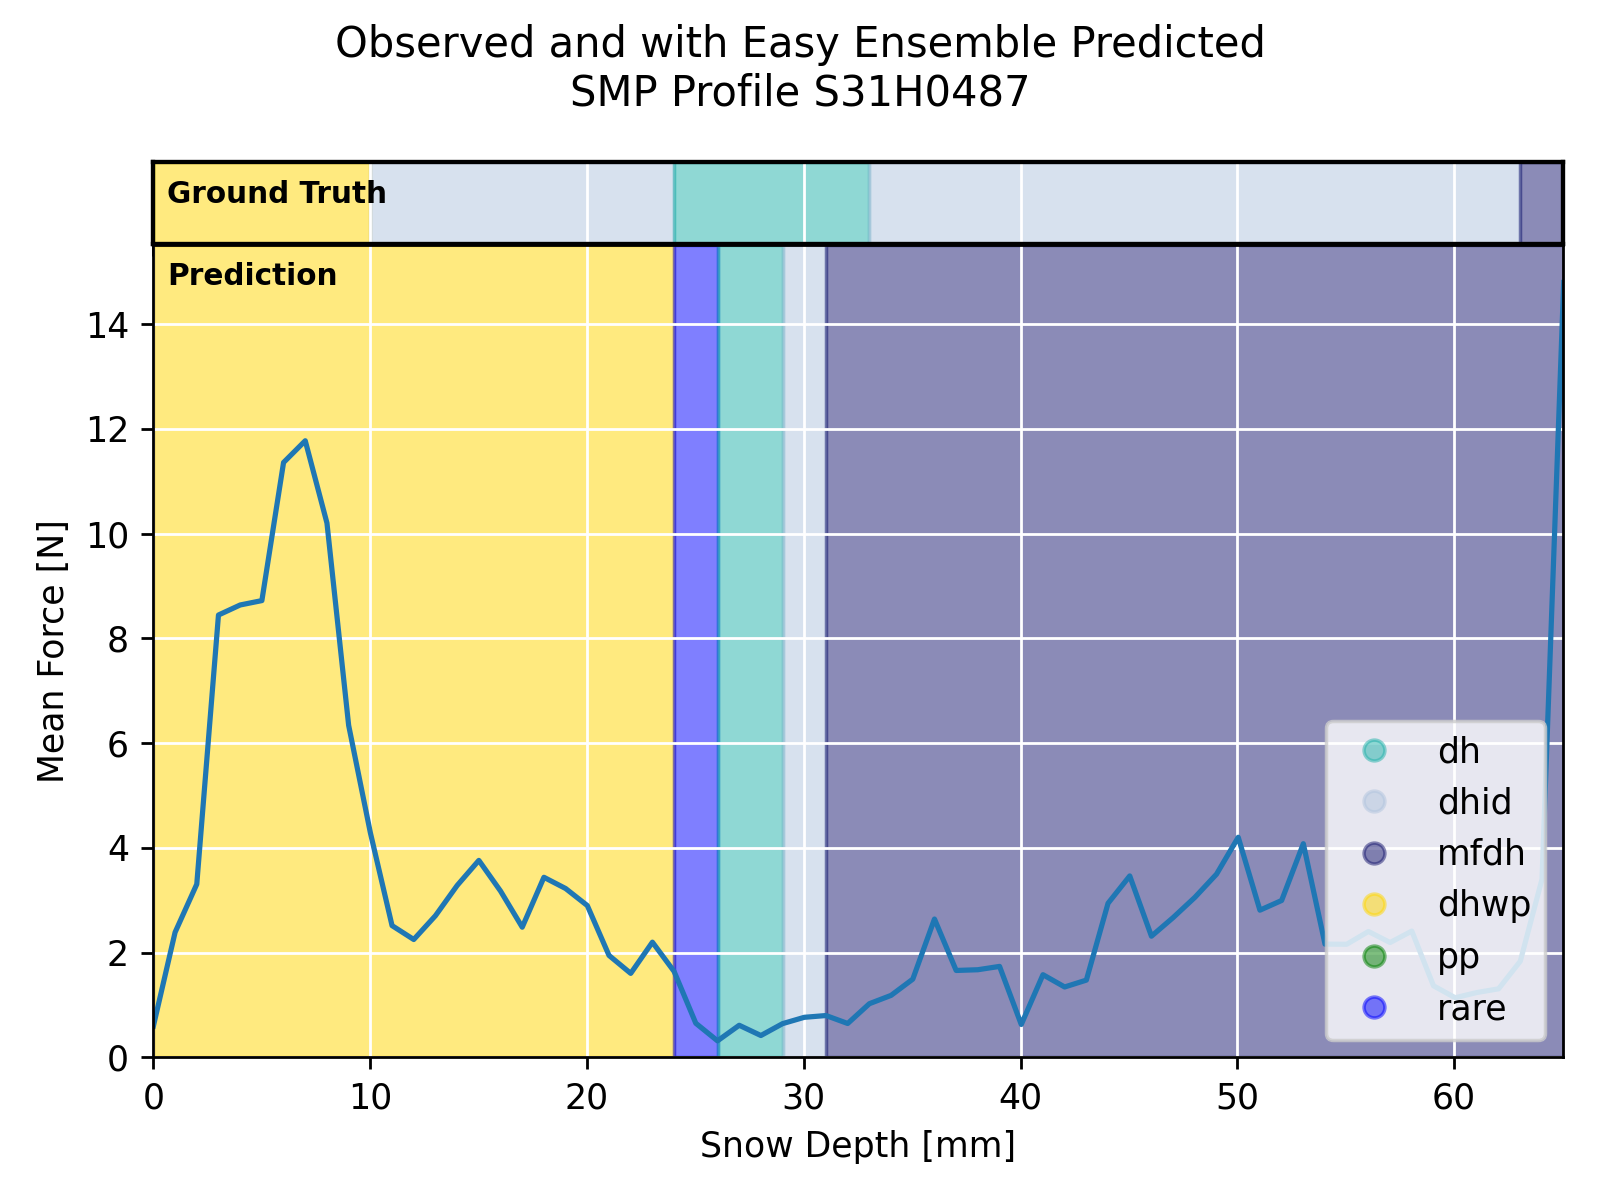 Observed and with Easy Ensemble Predicted
SMP Profile S31H0487
Ground Truth
Prediction
14
12
10
8
6
4
2
0
Mean Force [N]
dh
dhid
mfdh
dhwp
pp
rare
0 10 20 30 40 50 60
Snow Depth [mm]